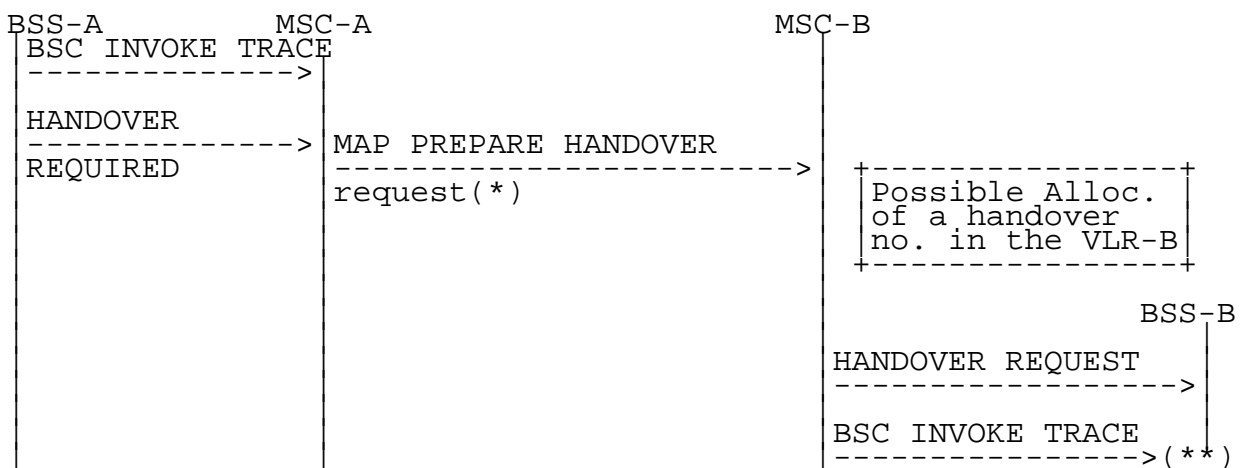 BSS-A MSC-A MSC-B
BSC INVOKE TRACE
HANDOVER
REQUIRED
MAP PREPARE HANDOVER
request(*)
Possible Alloc.
of a handover
no. in the VLR-B
BSS-B
HANDOVER REQUEST
BSC INVOKE TRACE
(**)